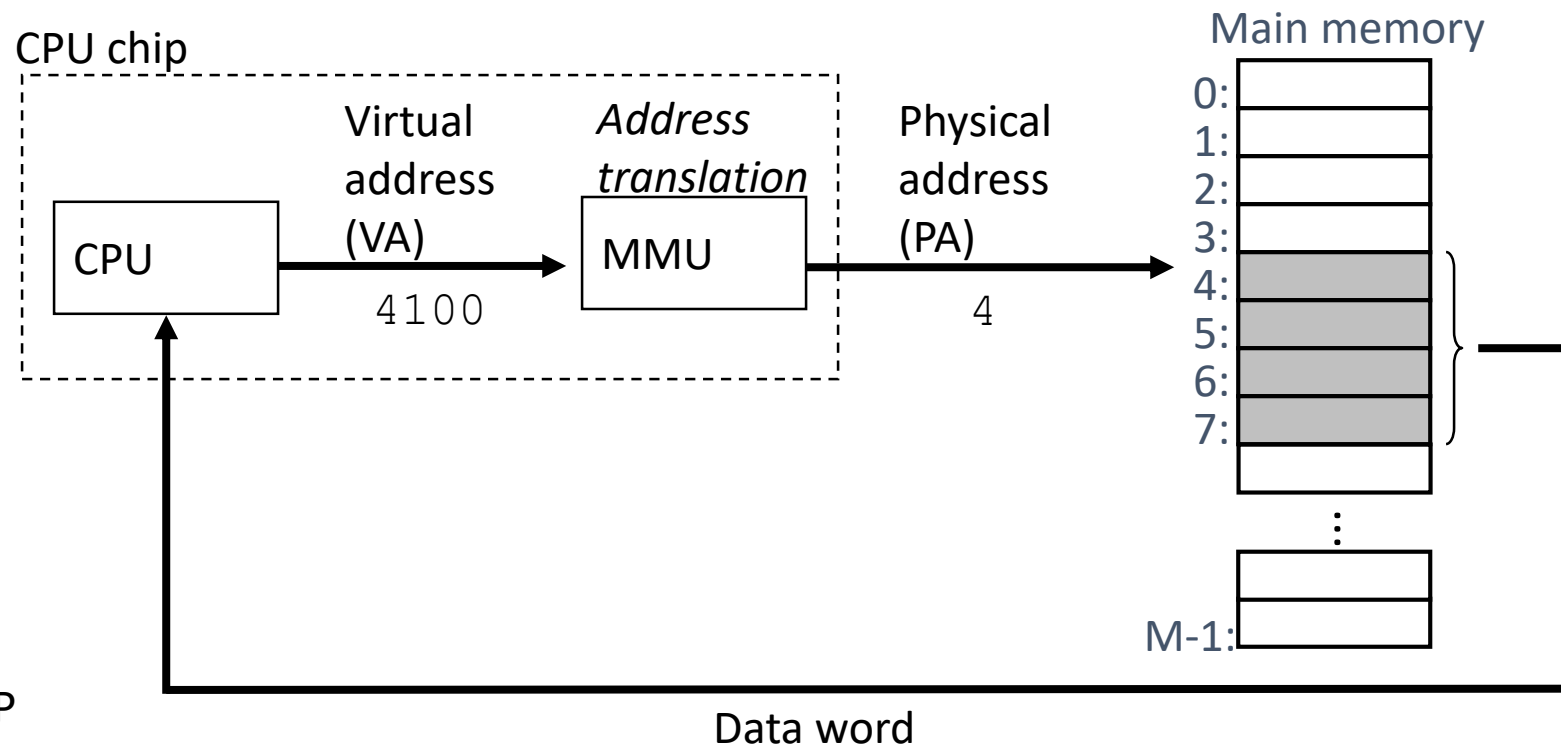 CPU chip
Main memory
Virtual
address
(VA)
Address
translation
Physical
address
(PA)
CPU
MMU
4100
4
0:
1:
2:
3:
4:
5:
6:
7:
⋮
M-1:
P
Data word